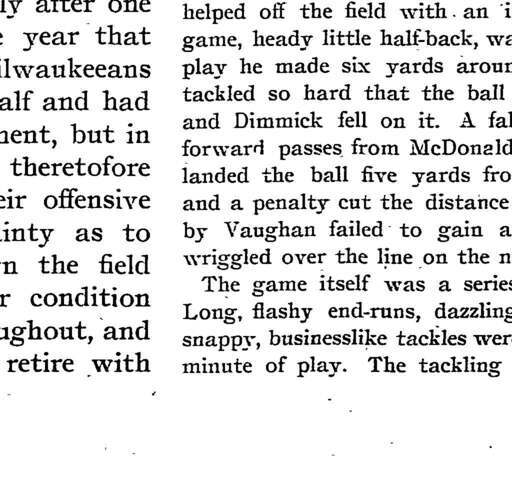 ly after one
year that
ilwaukeeans
alf and had
ment, but in
theretofore
eir offensive
ainty as to
n the field
r condition
ughout, and
retire with
helped off the field with an i
game, heady little half-back, wa
play he made six yards aroun
tackled so hard that the ball
and Dimmick fell on it. A fal
forward passes from McDonald
landed the ball five yards fro
and a penalty cut the distance
by Vaughan failed to gain a
wriggled over the line on the n
The game itself was a series
Long, flashy end-runs, dazzling
snappy, businesslike tackles wer
minute of play. The tackling